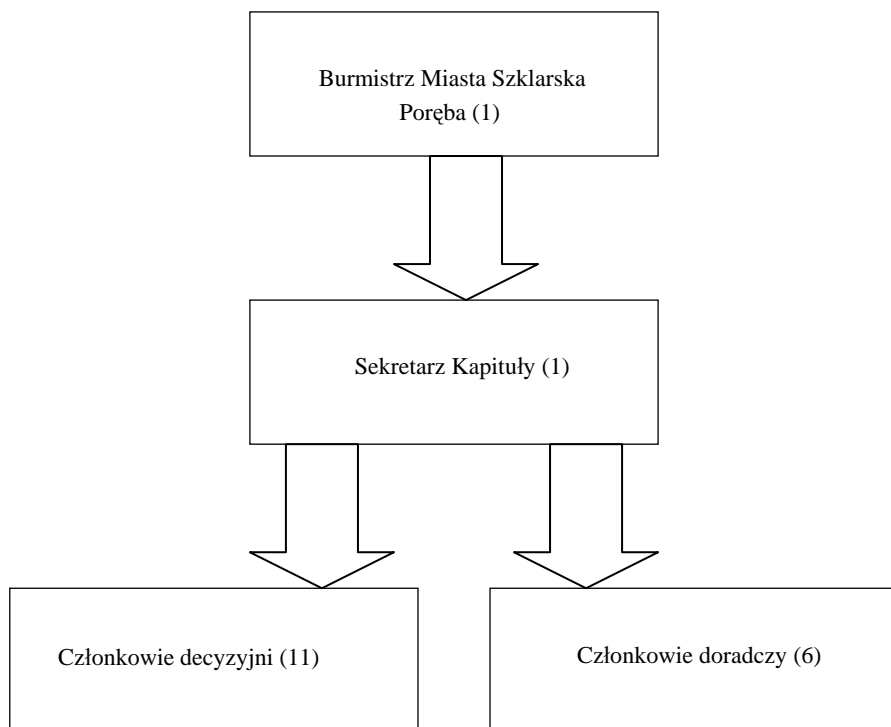 Burmistrz Miasta Szklarska
Poręba (1)
Sekretarz Kapituły (1)
Członkowie decyzyjni (11)
Członkowie doradczy (6)